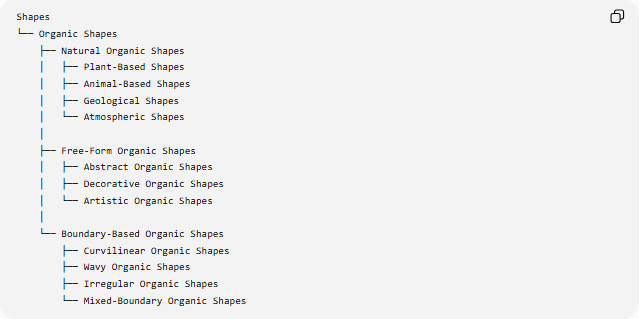 Shapes
└── Organic Shapes
    ├── Natural Organic Shapes
    │   ├── Plant-Based Shapes
    │   ├── Animal-Based Shapes
    │   ├── Geological Shapes
    │   └── Atmospheric Shapes
    │
    ├── Free-Form Organic Shapes
    │   ├── Abstract Organic Shapes
    │   ├── Decorative Organic Shapes
    │   └── Artistic Organic Shapes
    │
    └── Boundary-Based Organic Shapes
        ├── Curvilinear Organic Shapes
        ├── Wavy Organic Shapes
        ├── Irregular Organic Shapes
        └── Mixed-Boundary Organic Shapes